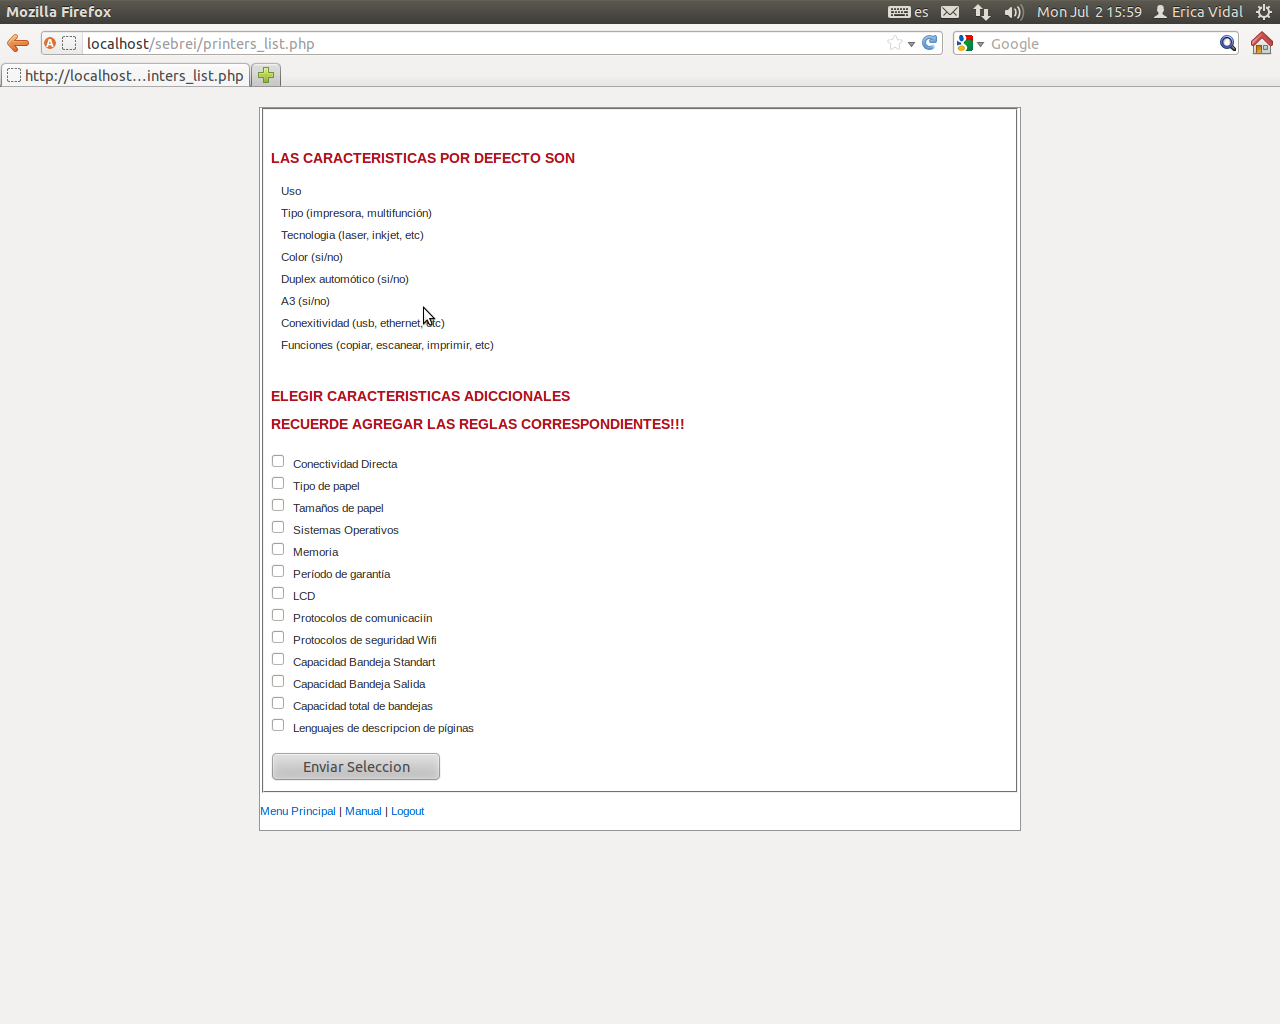 Mozilla Firefox
es
Mon Jul 2 15:59
Erica Vidal
localhost/sebrei/printers_list.php
Google
http://localhost...inters_list.php
LAS CARACTERISTICAS POR DEFECTO SON
Uso
Tipo (impresora, multifunción)
Tecnologia (laser, inkjet, etc)
Color (si/no)
Duplex automótico (si/no)
A3 (si/no)
Conexitividad (usb, ethernet, etc)
Funciones (copiar, escanear, imprimir, etc)
ELEGIR CARACTERISTICAS ADICCIONALES
RECUERDE AGREGAR LAS REGLAS CORRESPONDIENTES!!!
Conectividad Directa
Tipo de papel
Tamaños de papel
Sistemas Operativos
Memoria
Período de garantía
LCD
Protocolos de comunicaciín
Protocolos de seguridad Wifi
Capacidad Bandeja Standart
Capacidad Bandeja Salida
Capacidad total de bandejas
Lenguajes de descripcion de píginas
Enviar Seleccion
Menu Principal | Manual | Logout